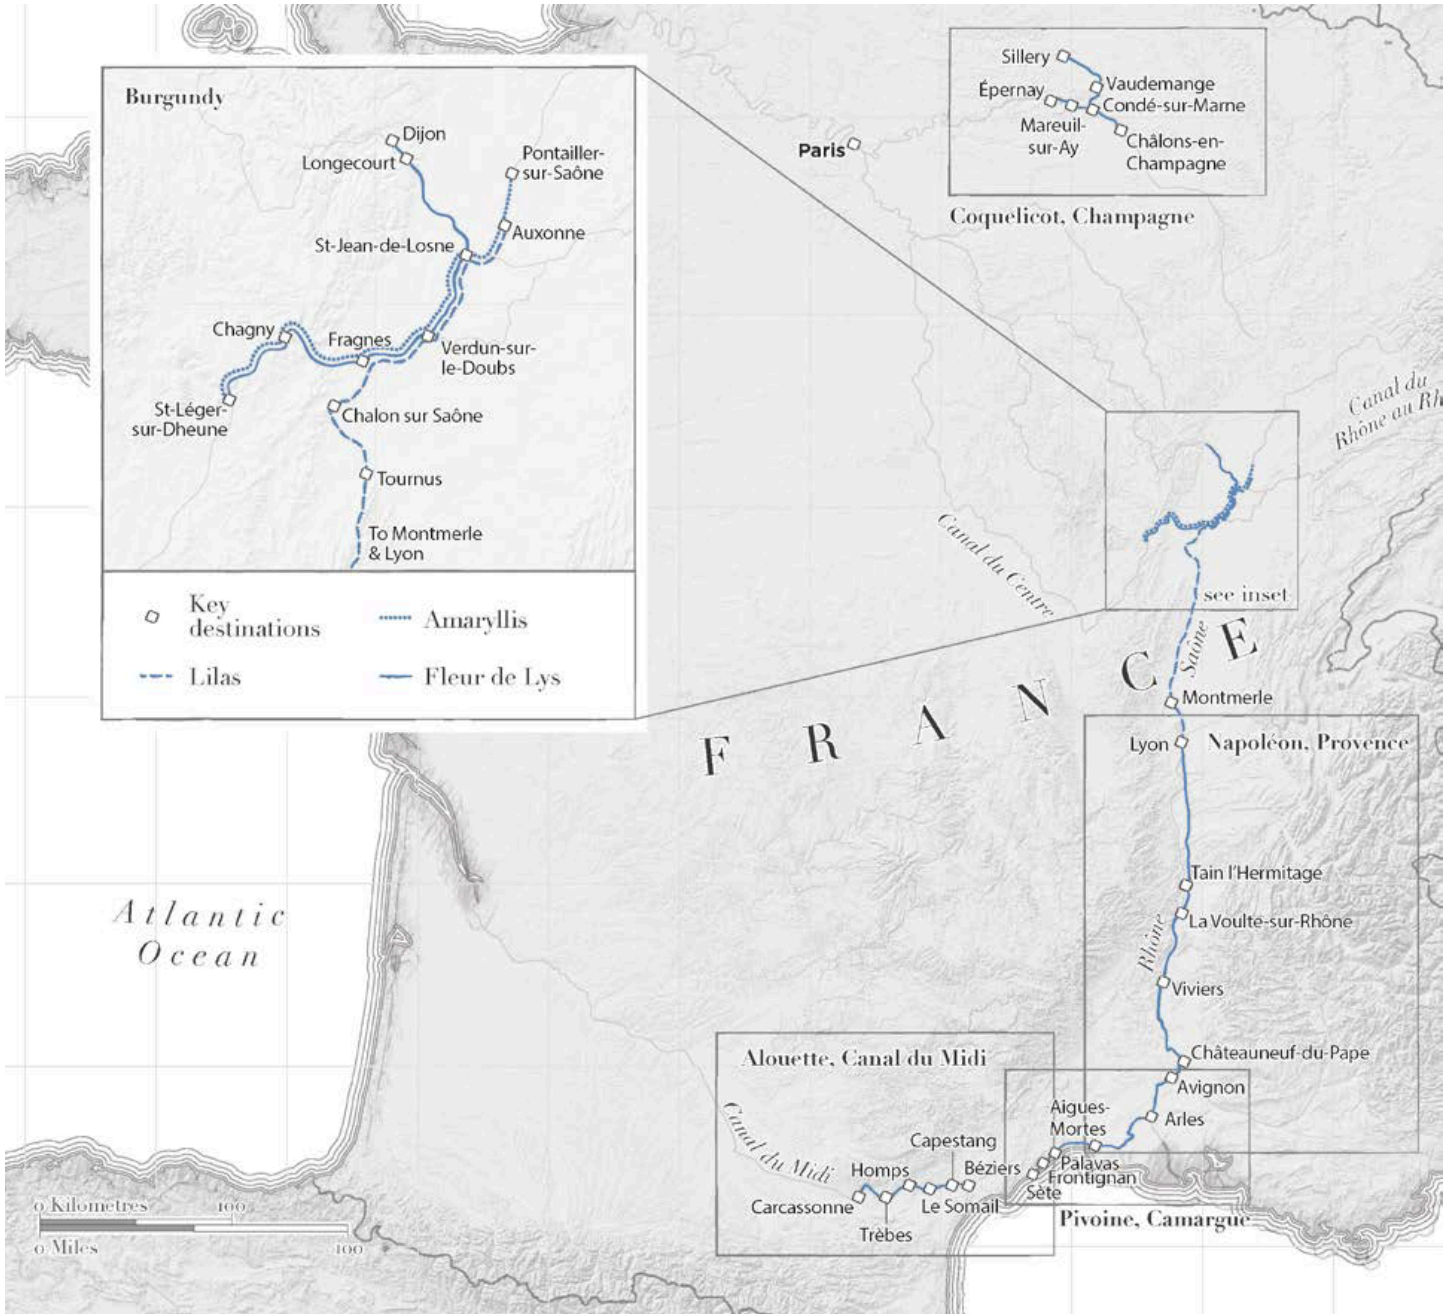 Burgundy
Dijon
Longecourt
Pontailler-
sur-Saône
Auxonne
St-Jean-de-Losne
Chagny
Fragnes
Verdun-sur-
le-Doubs
St-Léger-
sur-Dheune
Chalon sur Saône
Tournus
To Montmerle
& Lyon
Key
destinations
Amaryllis
Lilas
Fleur de Lys
Sillery
Vaudemange
Épernay
Condé-sur-Marne
Mareuil-
sur-Ay
Châlons-en-
Champagne
Coquelicot, Champagne
Paris
Canal du
Rhône au Rh
Canal du Centre
see inset
Saône
FRANCE
Montmerle
Lyon
Napoléon, Provence
Tain l'Hermitage
La Voulte-sur-Rhône
Rhône
Viviers
Châteauneuf-du-Pape
Avignon
Arles
Aigues-
Mortes
Palavas
Frontignan
Sète
Pivoine, Camargue
Alouette, Canal du Midi
Canal du Midi
Capestang
Homps
Béziers
Carcassonne
Le Somail
Trèbes
Atlantic
Ocean
0 Kilometres 100
0 Miles 100